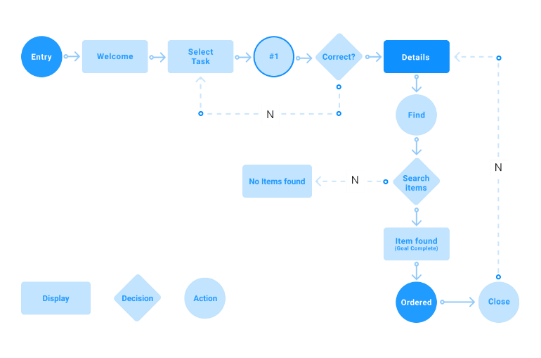 Entry
Welcome
Select
Task
#1
Correct?
Details
N
Find
No Items found
N
Search
Items
N
Item found
(Goal Complete)
Ordered
Close
Display
Decision
Action